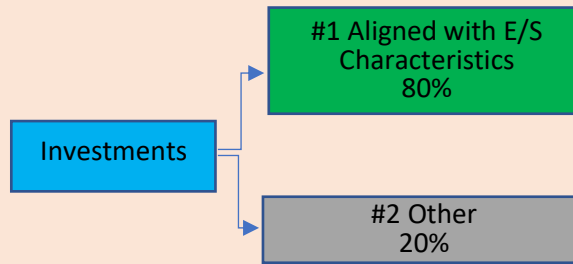 #1 Aligned with E/S
Characteristics
80%
Investments
#2 Other
20%